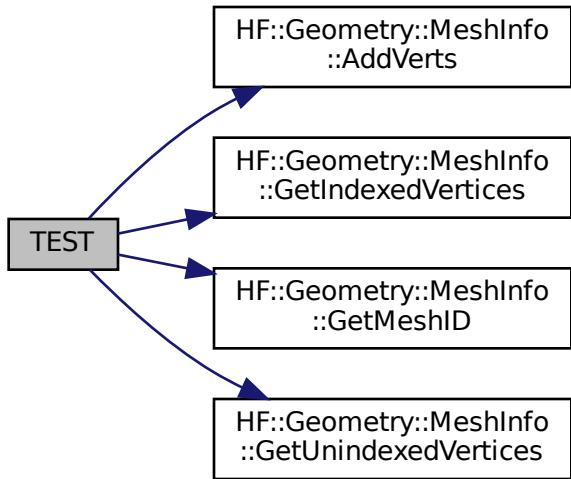 HF::Geometry::MeshInfo
::AddVerts
HF::Geometry::MeshInfo
::GetIndexedVertices
TEST
HF::Geometry::MeshInfo
::GetMeshID
HF::Geometry::MeshInfo
::GetUnindexedVertices